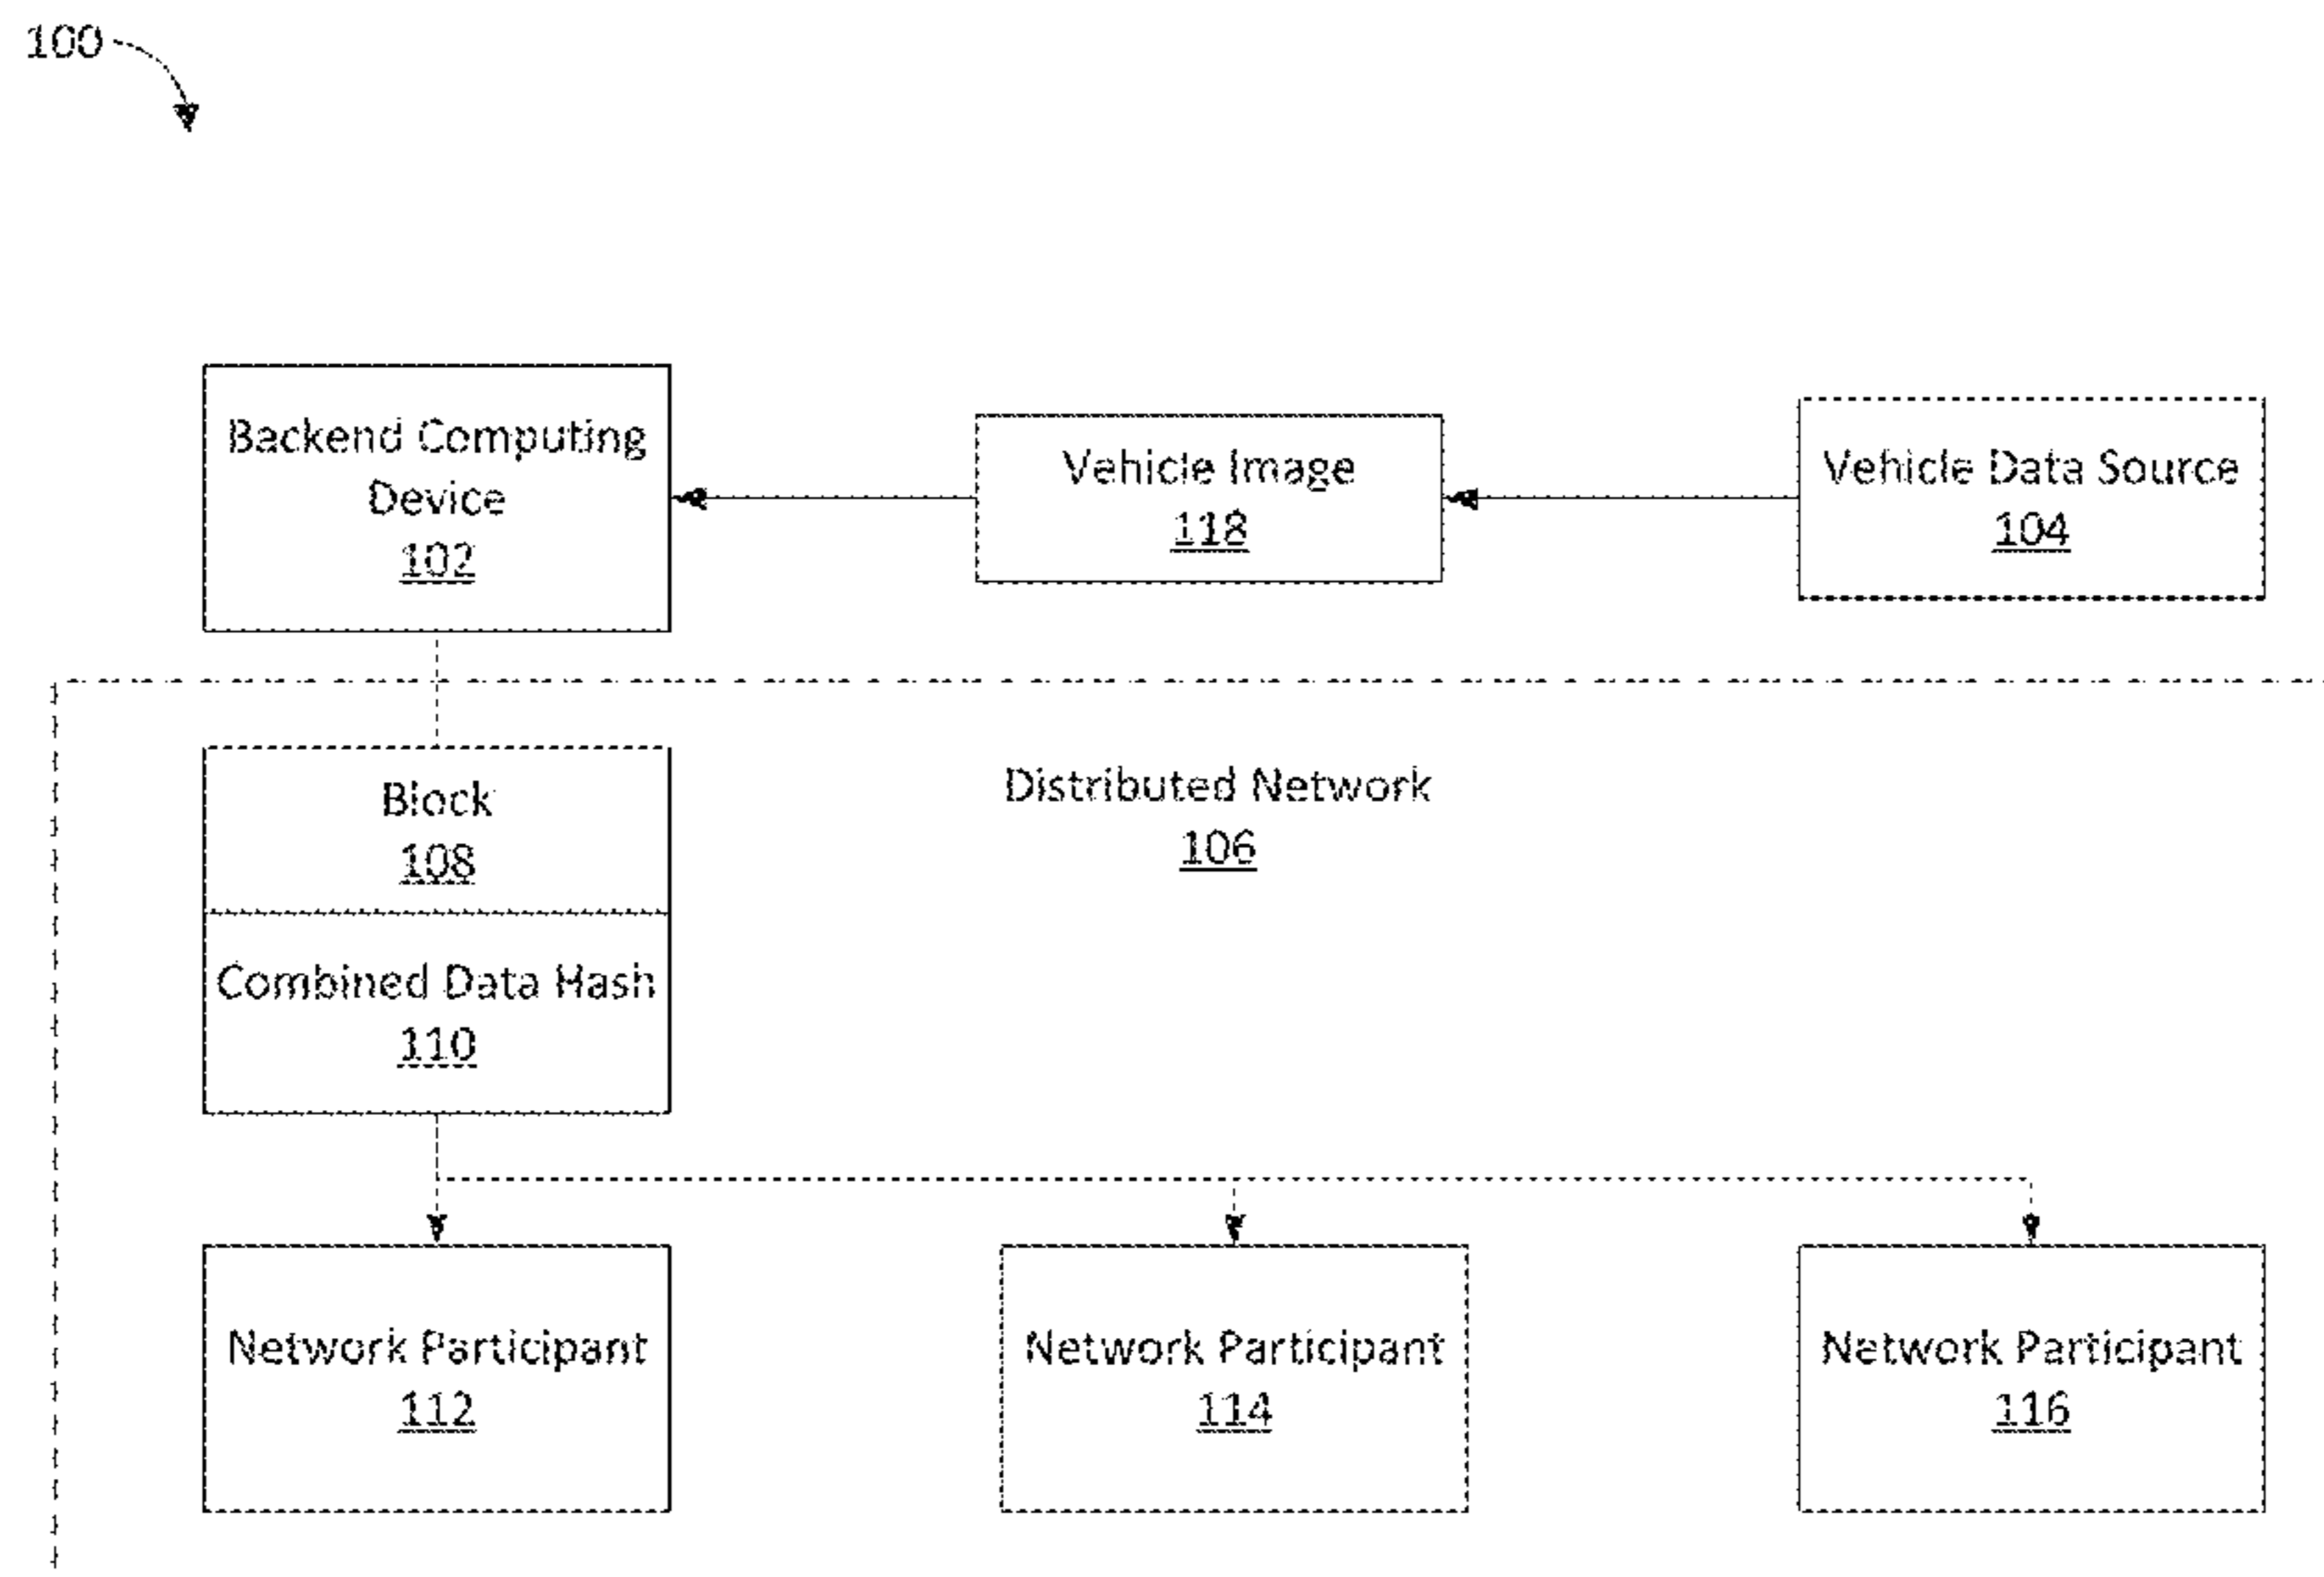 100
Backend Computing
Device
102
Vehicle Image
118
Vehicle Data Source
104
Block
108
Distributed Network
106
Combined Data Hash
110
Network Participant
112
Network Participant
114
Network Participant
116